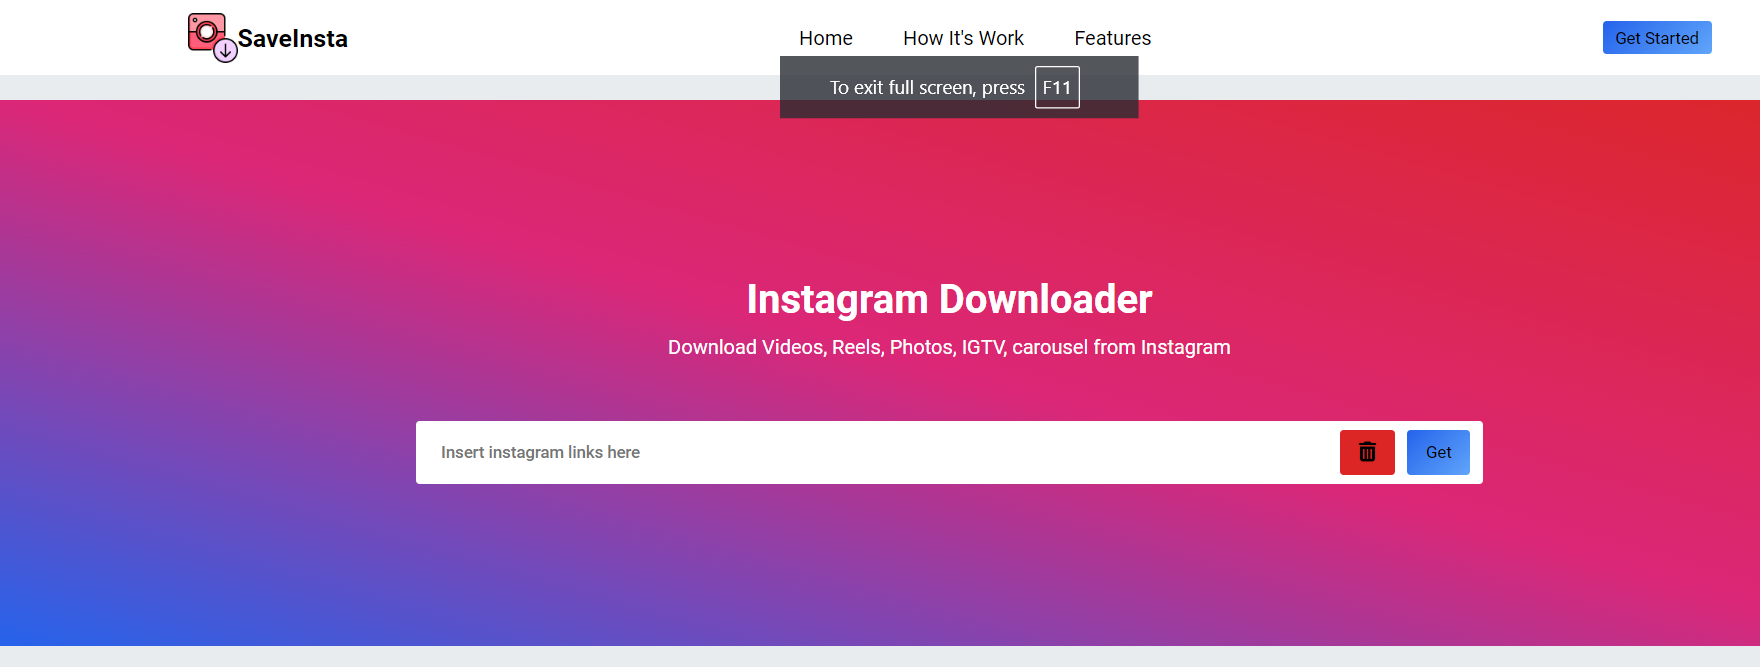 SaveInsta
Home
How It's Work
Features
Get Started
To exit full screen, press F11
Instagram Downloader
Download Videos, Reels, Photos, IGTV, carousel from Instagram
Insert instagram links here
Get